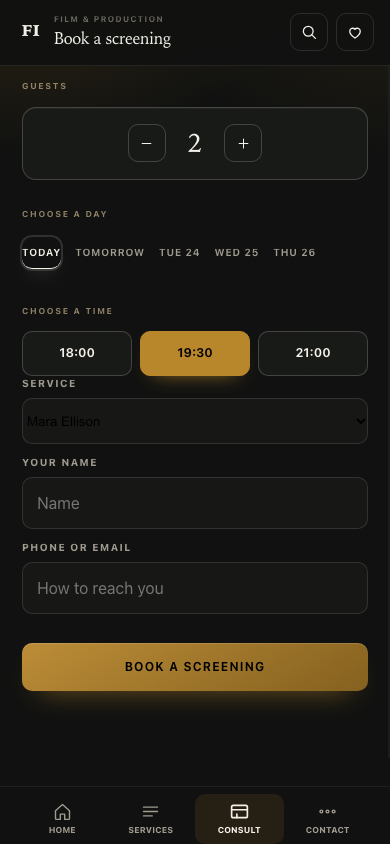 FI
FILM & PRODUCTION
Book a screening
GUESTS
− 2 +
CHOOSE A DAY
TODAY TOMORROW TUE 24 WED 25 THU 26
CHOOSE A TIME
18:00 19:30 21:00
SERVICE
Mara Ellison
YOUR NAME
Name
PHONE OR EMAIL
How to reach you
BOOK A SCREENING
HOME SERVICES CONSULT CONTACT